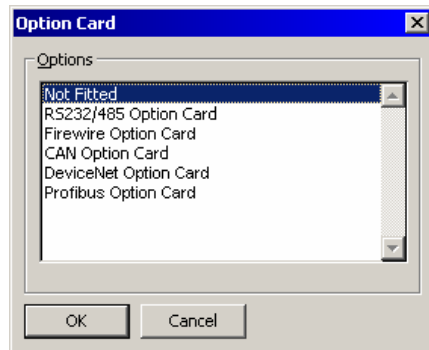 Option Card
Options
Not Fitted
RS232/485 Option Card
Firewire Option Card
CAN Option Card
DeviceNet Option Card
Profibus Option Card
OK
Cancel